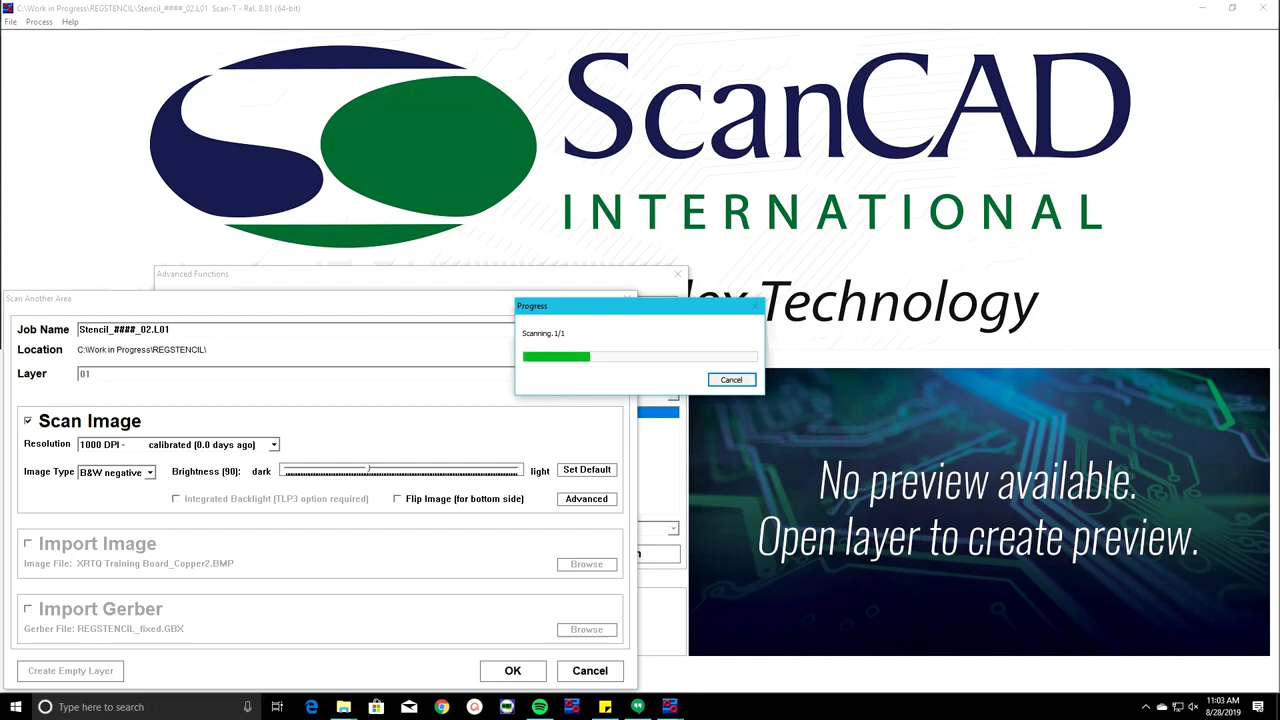 C:\Work in Progress\REGSTENCIL\Stencil_####_02.L01 Scan-T - Rel. 8.81 (64-bit)
File Process Help
ScanCAD
INTERNATIONAL
Technology
Advanced Functions
Scan Another Area
Progress
Scanning.1/1
Cancel
Job Name Stencil_####_02.L01
Location C:\Work in Progress\REGSTENCIL\
Layer 01
Scan Image
Resolution 1000 DPI - calibrated (0.0 days ago)
Image Type B&W negative Brightness (90): dark light Set Default
Integrated Backlight (TLP3 option required) Flip Image (for bottom side) Advanced
Import Image
Image File: XRTQ Training Board_Copper2.BMP Browse
Import Gerber
Gerber File: REGSTENCIL_fixed.GBX Browse
Create Empty Layer OK Cancel
No preview available.
Open layer to create preview.
Type here to search
11:03 AM
8/28/2019